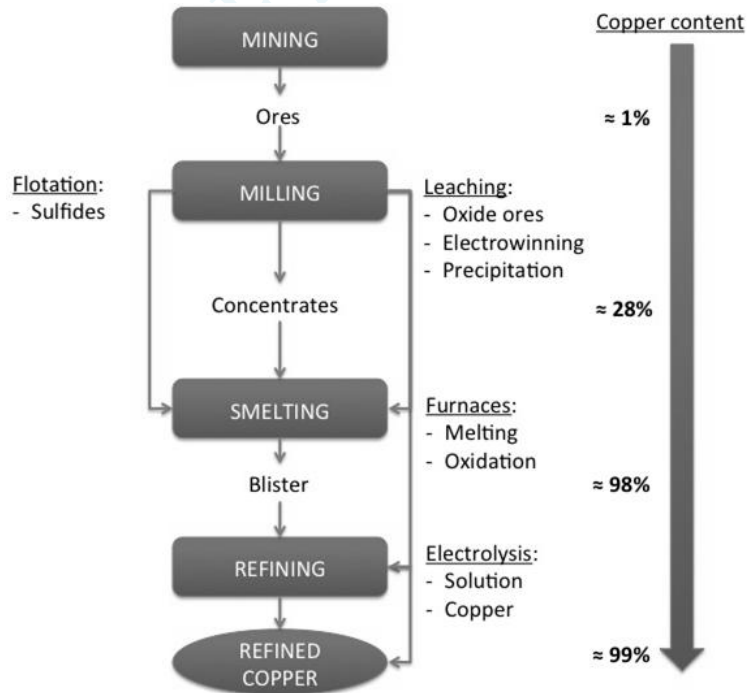 MINING
Copper content
Ores
≈ 1%
Flotation:
- Sulfides
MILLING
Leaching:
- Oxide ores
- Electrowinning
- Precipitation
Concentrates
≈ 28%
SMELTING
Furnaces:
- Melting
- Oxidation
Blister
≈ 98%
REFINING
Electrolysis:
- Solution
- Copper
REFINED
COPPER
≈ 99%